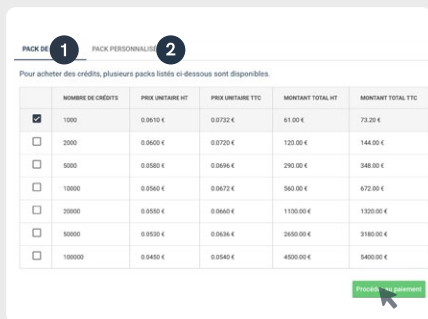 PACK DE 1 PACK PERSONNALISÉ 2
Pour acheter des crédits, plusieurs packs listés ci-dessous sont disponibles.
NOMBRE DE CRÉDITS PRIX UNITAIRE HT PRIX UNITAIRE TTC MONTANT TOTAL HT MONTANT TOTAL TTC
1000 0.0610 € 0.0732 € 61.00 € 73.20 €
2000 0.0600 € 0.0720 € 120.00 € 144.00 €
5000 0.0580 € 0.0696 € 290.00 € 348.00 €
10000 0.0560 € 0.0672 € 560.00 € 672.00 €
20000 0.0550 € 0.0660 € 1100.00 € 1320.00 €
50000 0.0530 € 0.0636 € 2650.00 € 3180.00 €
100000 0.0450 € 0.0540 € 4500.00 € 5400.00 €
Procéder au paiement